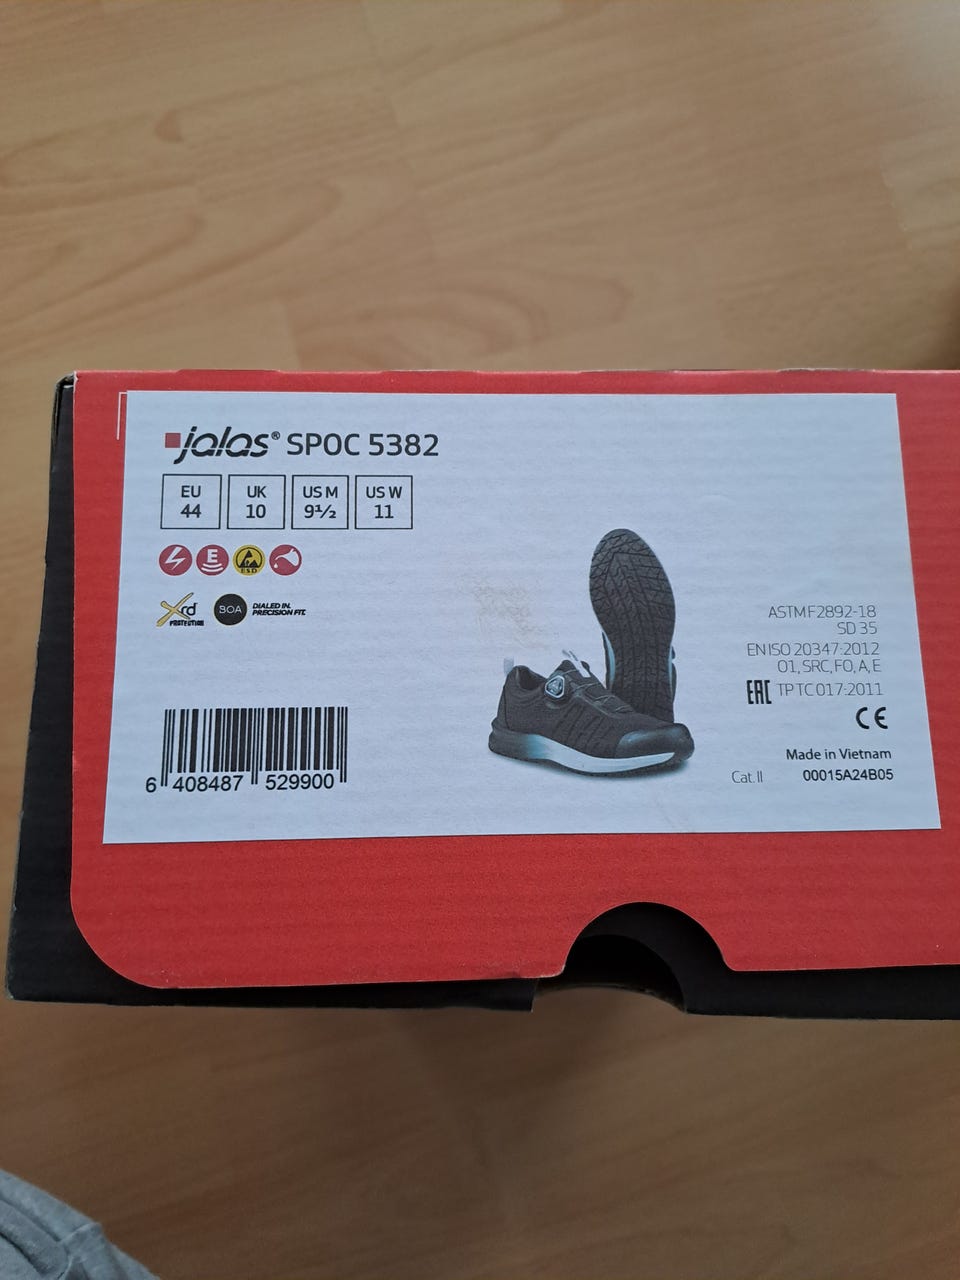 jalas® SPOC 5382
EU 44
UK 10
US M 9½
US W 11
E
ESD
Xrd PROTECTION
BOA
DIALED IN.
PRECISION FIT.
ASTM F2892-18
SD 35
EN ISO 20347:2012
O1, SRC, FO, A, E
EAC TP TC 017:2011
CE
Made in Vietnam
Cat. II 00015A24B05
6 408487 529900